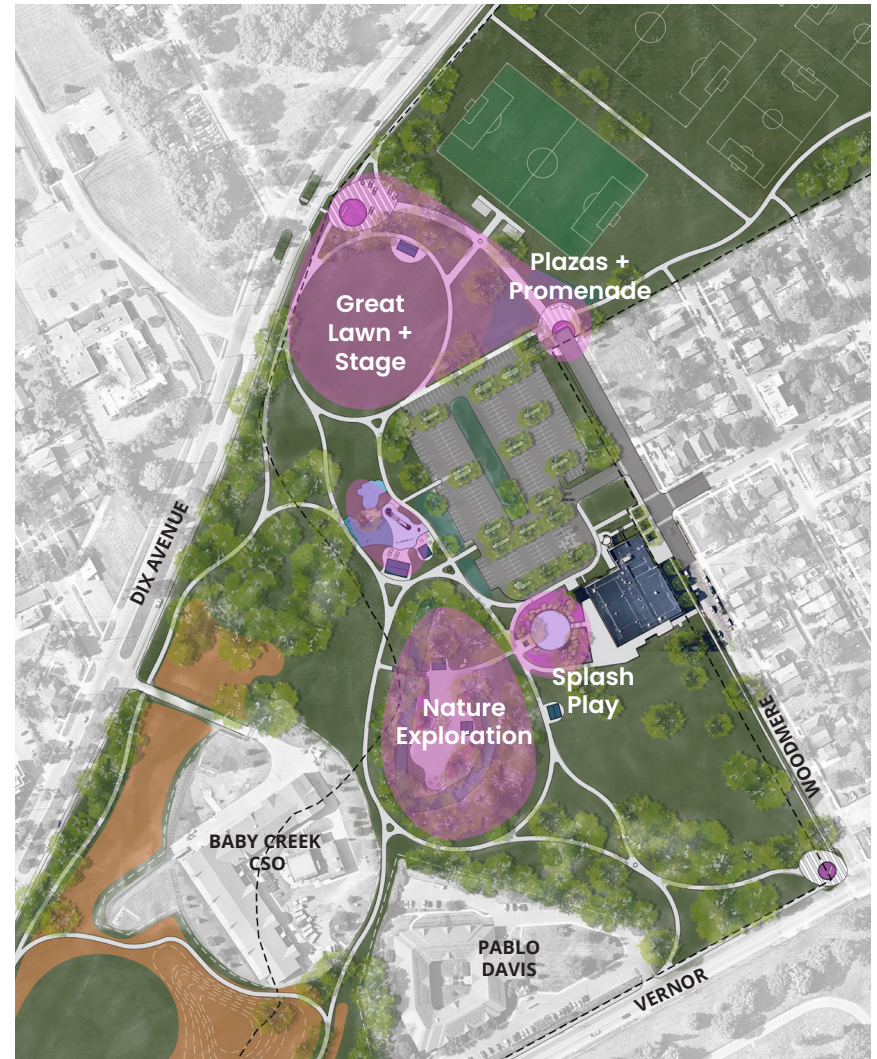 Plazas +
Promenade
Great
Lawn +
Stage
DIX AVENUE
Splash
Play
Nature
Exploration
WOODMERE
BABY CREEK
CSO
PABLO
DAVIS
VERNOR